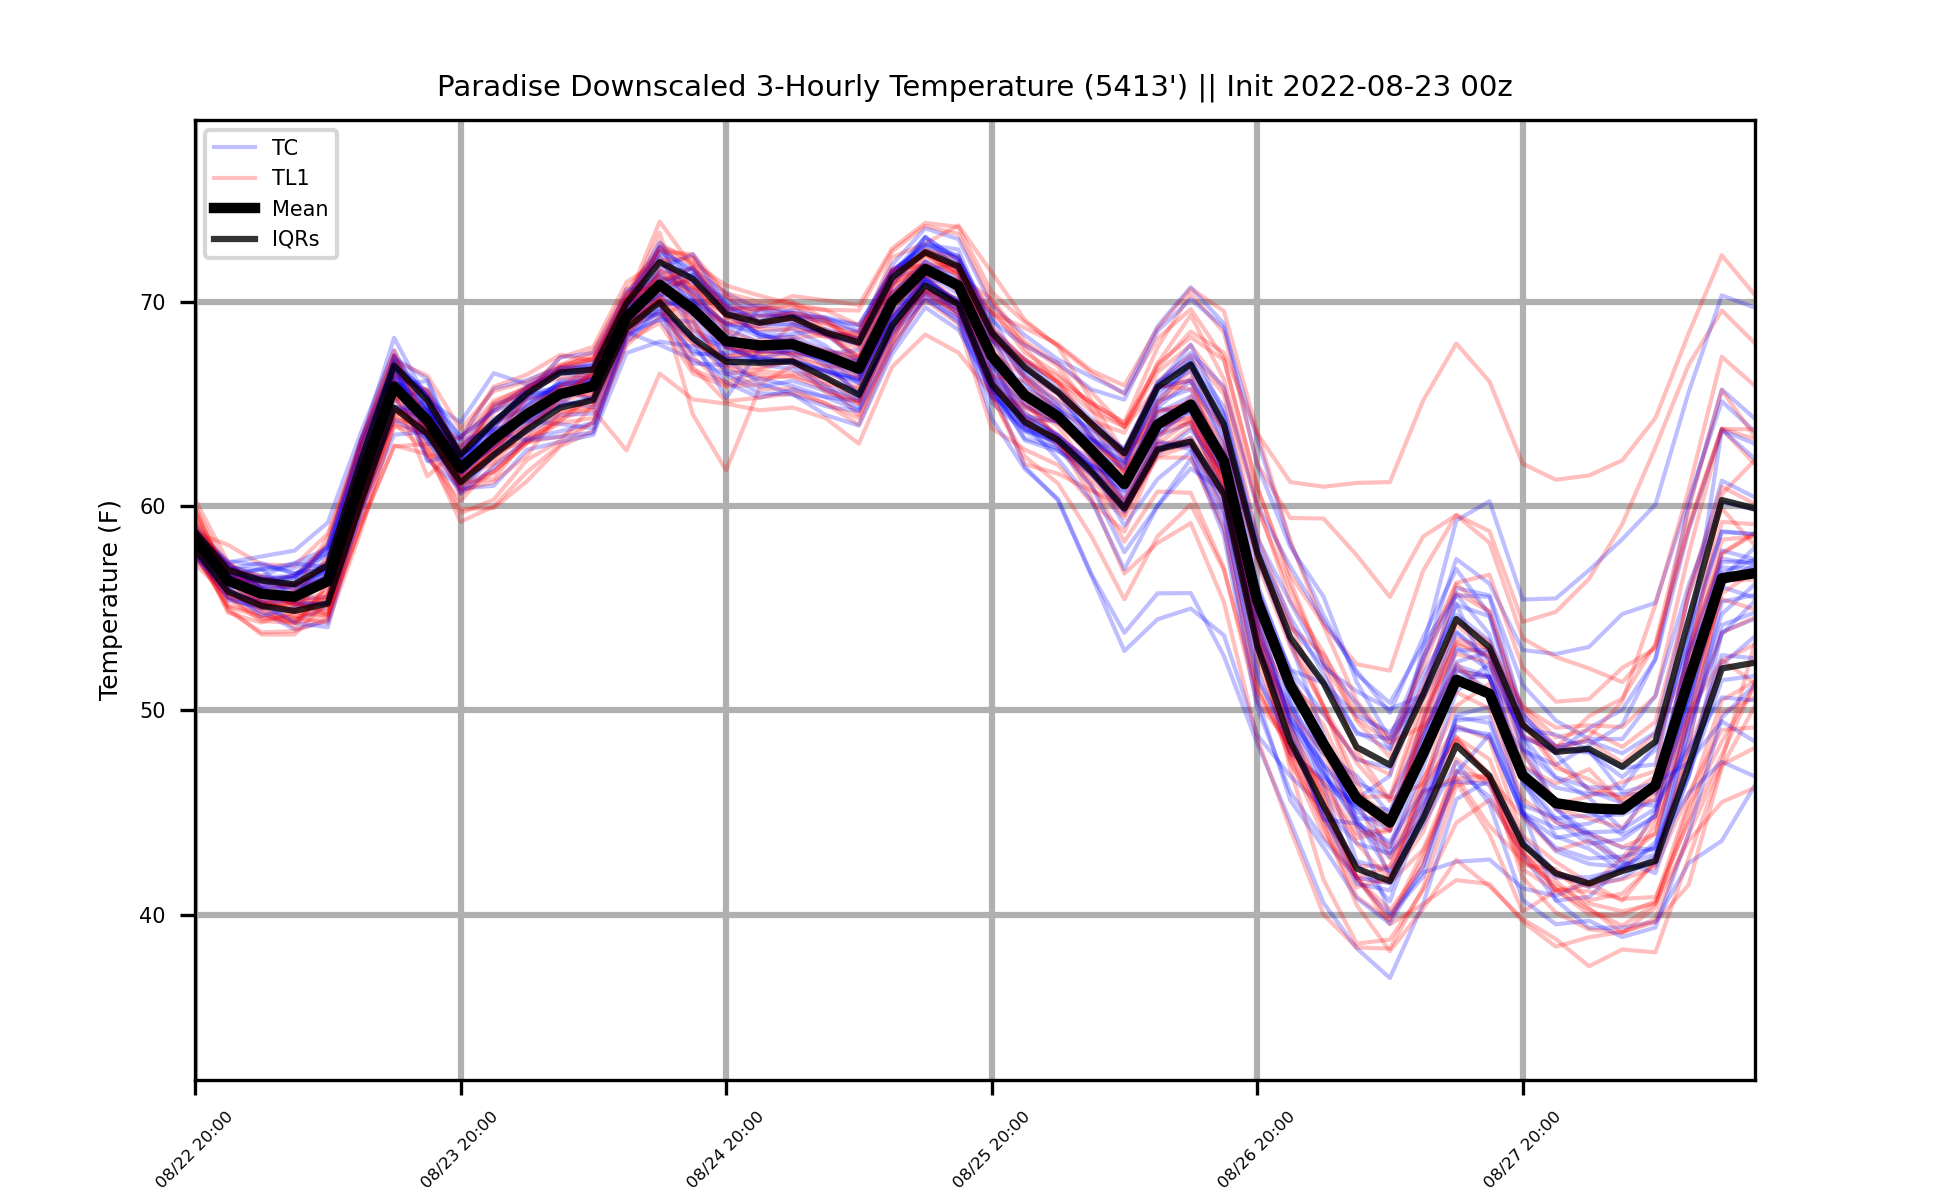 Paradise Downscaled 3-Hourly Temperature (5413') || Init 2022-08-23 00z
TC
TL1
Mean
IQRs
Temperature (F)
70
60
50
40
08/22 20:00
08/23 20:00
08/24 20:00
08/25 20:00
08/26 20:00
08/27 20:00